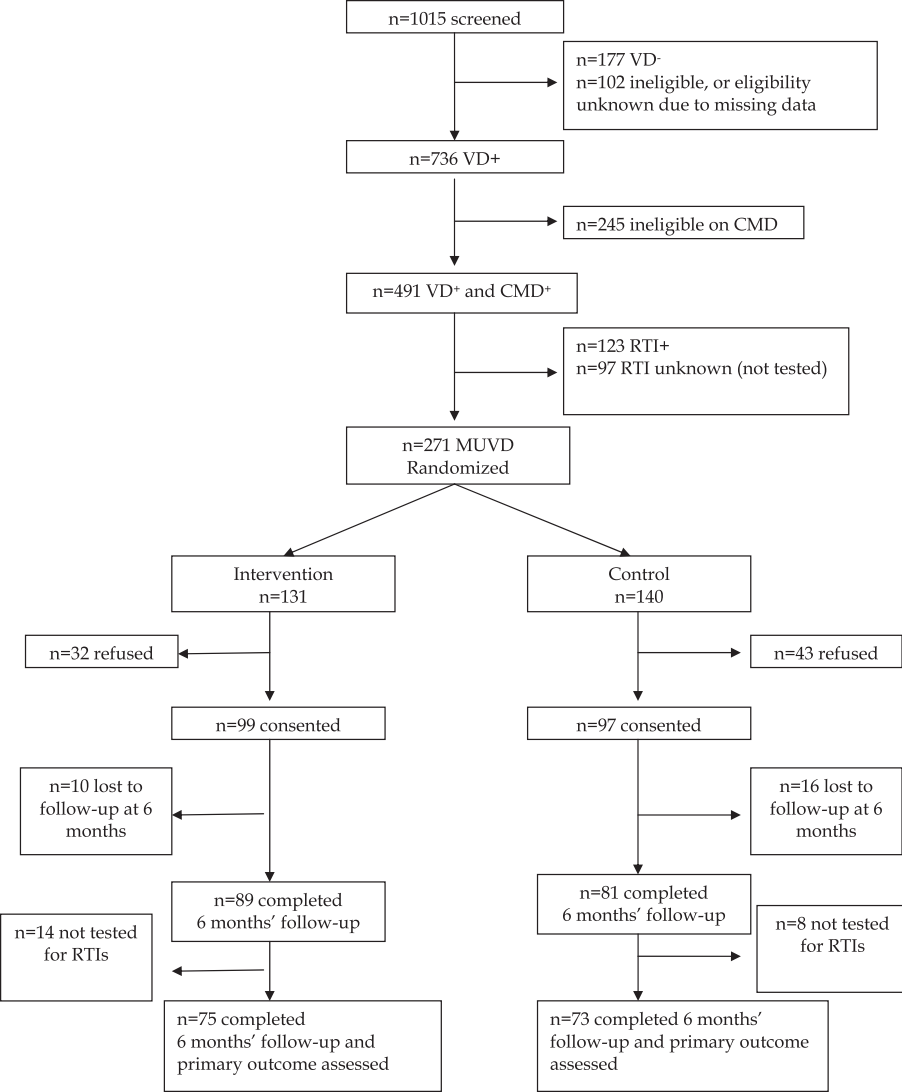 n=1015 screened
n=177 VD-
n=102 ineligible, or eligibility
unknown due to missing data
n=736 VD+
n=245 ineligible on CMD
n=491 VD+ and CMD+
n=123 RTI+
n=97 RTI unknown (not tested)
n=271 MUVD
Randomized
Intervention
n=131
Control
n=140
n=32 refused
n=43 refused
n=99 consented
n=97 consented
n=10 lost to
follow-up at 6
months
n=16 lost to
follow-up at 6
months
n=89 completed
6 months’ follow-up
n=81 completed
6 months’ follow-up
n=14 not tested
for RTIs
n=8 not tested
for RTIs
n=75 completed
6 months’ follow-up and
primary outcome assessed
n=73 completed 6 months’
follow-up and primary outcome
assessed